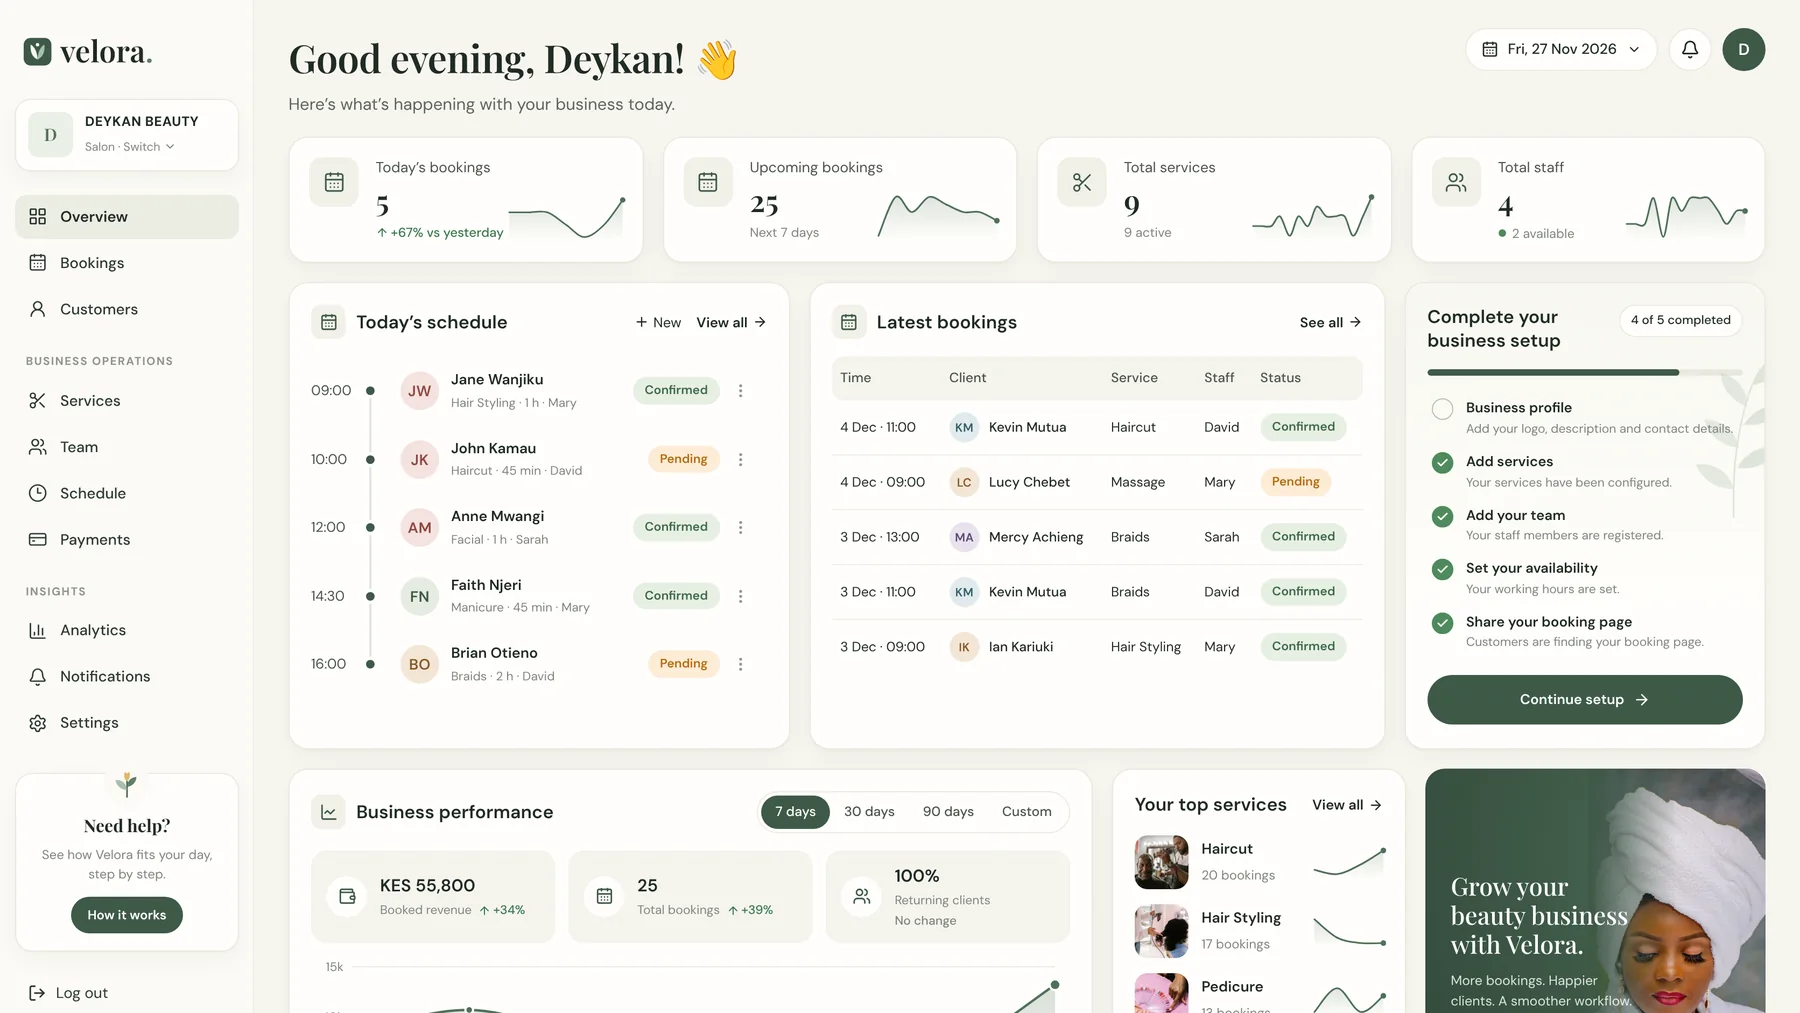 velora.
D
DEYKAN BEAUTY
Salon · Switch
Overview
Bookings
Customers
BUSINESS OPERATIONS
Services
Team
Schedule
Payments
INSIGHTS
Analytics
Notifications
Settings
Need help?
See how Velora fits your day,
step by step.
How it works
Log out
Good evening, Deykan! 👋
Here’s what’s happening with your business today.
Fri, 27 Nov 2026
D
Today’s bookings
5
↑ +67% vs yesterday
Upcoming bookings
25
Next 7 days
Total services
9
9 active
Total staff
4
2 available
Today’s schedule
+ New
View all →
09:00
JW
Jane Wanjiku
Hair Styling · 1 h · Mary
Confirmed
10:00
JK
John Kamau
Haircut · 45 min · David
Pending
12:00
AM
Anne Mwangi
Facial · 1 h · Sarah
Confirmed
14:30
FN
Faith Njeri
Manicure · 45 min · Mary
Confirmed
16:00
BO
Brian Otieno
Braids · 2 h · David
Pending
Latest bookings
See all →
Time Client Service Staff Status
4 Dec · 11:00 KM Kevin Mutua Haircut David Confirmed
4 Dec · 09:00 LC Lucy Chebet Massage Mary Pending
3 Dec · 13:00 MA Mercy Achieng Braids Sarah Confirmed
3 Dec · 11:00 KM Kevin Mutua Braids David Confirmed
3 Dec · 09:00 IK Ian Kariuki Hair Styling Mary Confirmed
Complete your
business setup
4 of 5 completed
Business profile
Add your logo, description and contact details.
Add services
Your services have been configured.
Add your team
Your staff members are registered.
Set your availability
Your working hours are set.
Share your booking page
Customers are finding your booking page.
Continue setup →
Business performance
7 days
30 days
90 days
Custom
KES 55,800
Booked revenue ↑ +34%
25
Total bookings ↑ +39%
100%
Returning clients
No change
15k
Your top services
View all →
Haircut
20 bookings
Hair Styling
17 bookings
Pedicure
13 bookings
Grow your
beauty business
with Velora.
More bookings. Happier
clients. A smoother workflow.